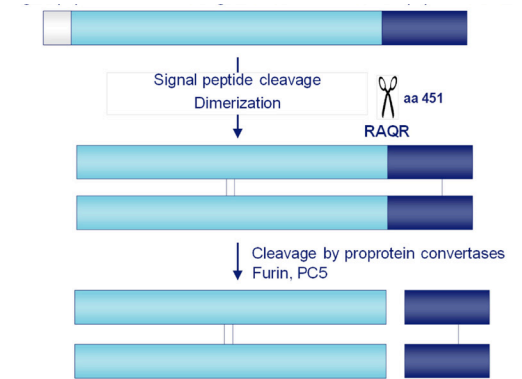 Signal peptide cleavage
Dimerization
aa 451
RAQR
Cleavage by proprotein convertases
Furin, PC5